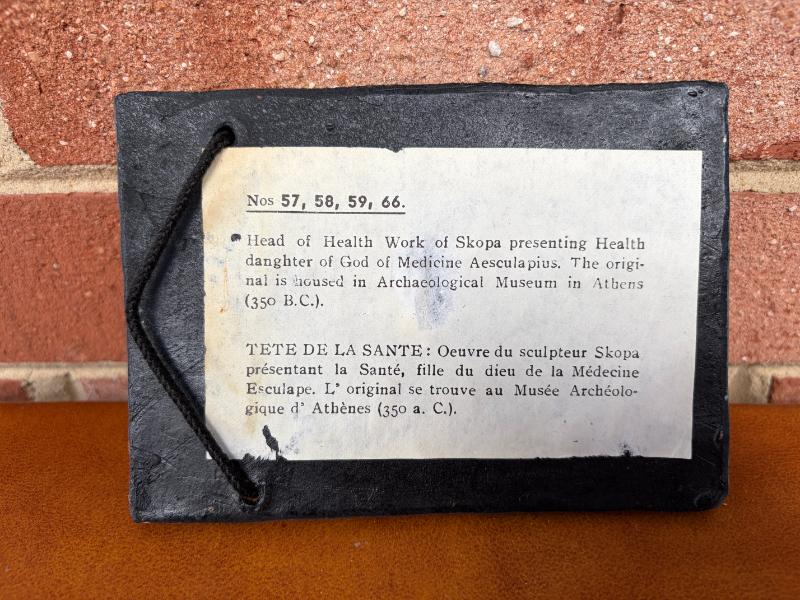 Nos 57, 58, 59, 66.
Head of Health Work of Skopa presenting Health
danghter of God of Medicine Aesculapius. The origi-
nal is housed in Archaeological Museum in Athens
(350 B.C.).
TETE DE LA SANTE: Oeuvre du sculpteur Skopa
présentant la Santé, fille du dieu de la Médecine
Esculape. L' original se trouve au Musée Archéolo-
gique d' Athènes (350 a. C.).